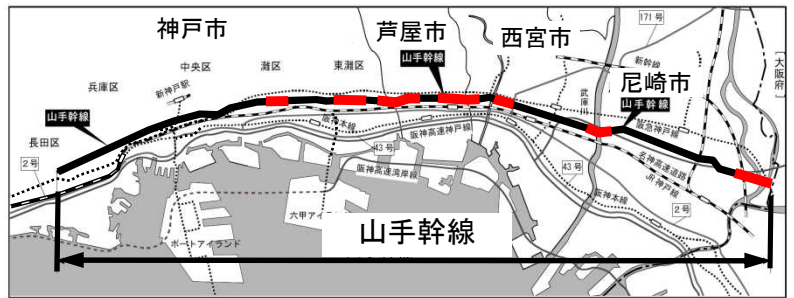 神戸市
芦屋市
西宮市
尼崎市
171号
[大阪府]
新幹線
中央区
灘区
東灘区
山手幹線
兵庫区
新神戸駅
武庫川
山手幹線
山手幹線
阪急神戸線
長田区
2号
阪神本線
43号
阪神高速神戸線
阪神高速湾岸線
43号
名神高速道路
JR神戸線
阪神本線
2号
六甲アイランド
ポートアイランド
山手幹線